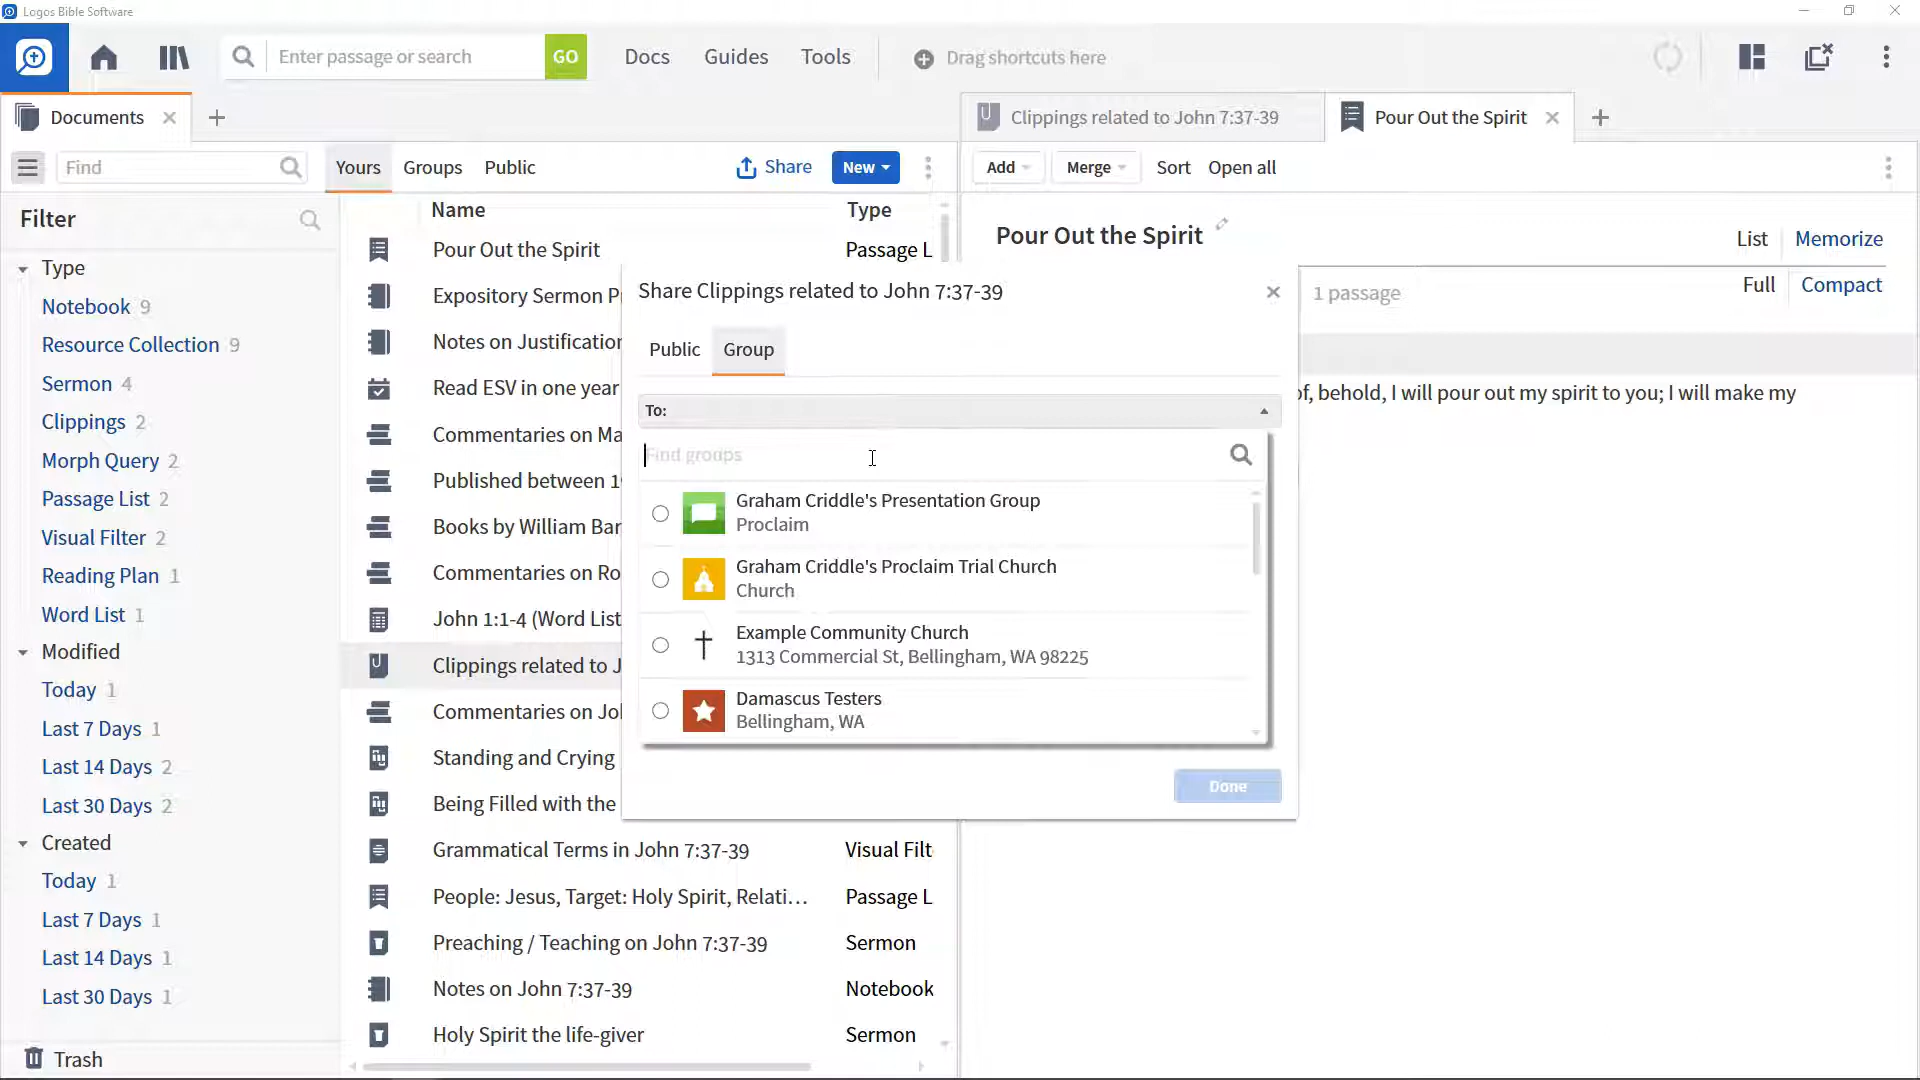 Logos Bible Software
Enter passage or search
GO
Docs
Guides
Tools
Drag shortcuts here
Documents
Clippings related to John 7:37-39
Pour Out the Spirit
Find
Yours
Groups
Public
Share
New
Add
Merge
Sort
Open all
Filter
Type
Notebook 9
Resource Collection 9
Sermon 4
Clippings 2
Morph Query 2
Passage List 2
Visual Filter 2
Reading Plan 1
Word List 1
Modified
Today 1
Last 7 Days 1
Last 14 Days 2
Last 30 Days 2
Created
Today 1
Last 7 Days 1
Last 14 Days 1
Last 30 Days 1
Trash
Name Type
Pour Out the Spirit Passage L
Expository Sermon P
Notes on Justification
Read ESV in one year
Commentaries on Ma
Published between 1
Books by William Bar
Commentaries on Ro
John 1:1-4 (Word List
Clippings related to J
Commentaries on Jo
Standing and Crying
Being Filled with the
Grammatical Terms in John 7:37-39 Visual Filt
People: Jesus, Target: Holy Spirit, Relati... Passage L
Preaching / Teaching on John 7:37-39 Sermon
Notes on John 7:37-39 Notebook
Holy Spirit the life-giver Sermon
Share Clippings related to John 7:37-39
Public
Group
To:
Find groups
Graham Criddle's Presentation Group
Proclaim
Graham Criddle's Proclaim Trial Church
Church
Example Community Church
1313 Commercial St, Bellingham, WA 98225
Damascus Testers
Bellingham, WA
Done
Pour Out the Spirit
List
Memorize
1 passage
Full
Compact
of, behold, I will pour out my spirit to you; I will make my